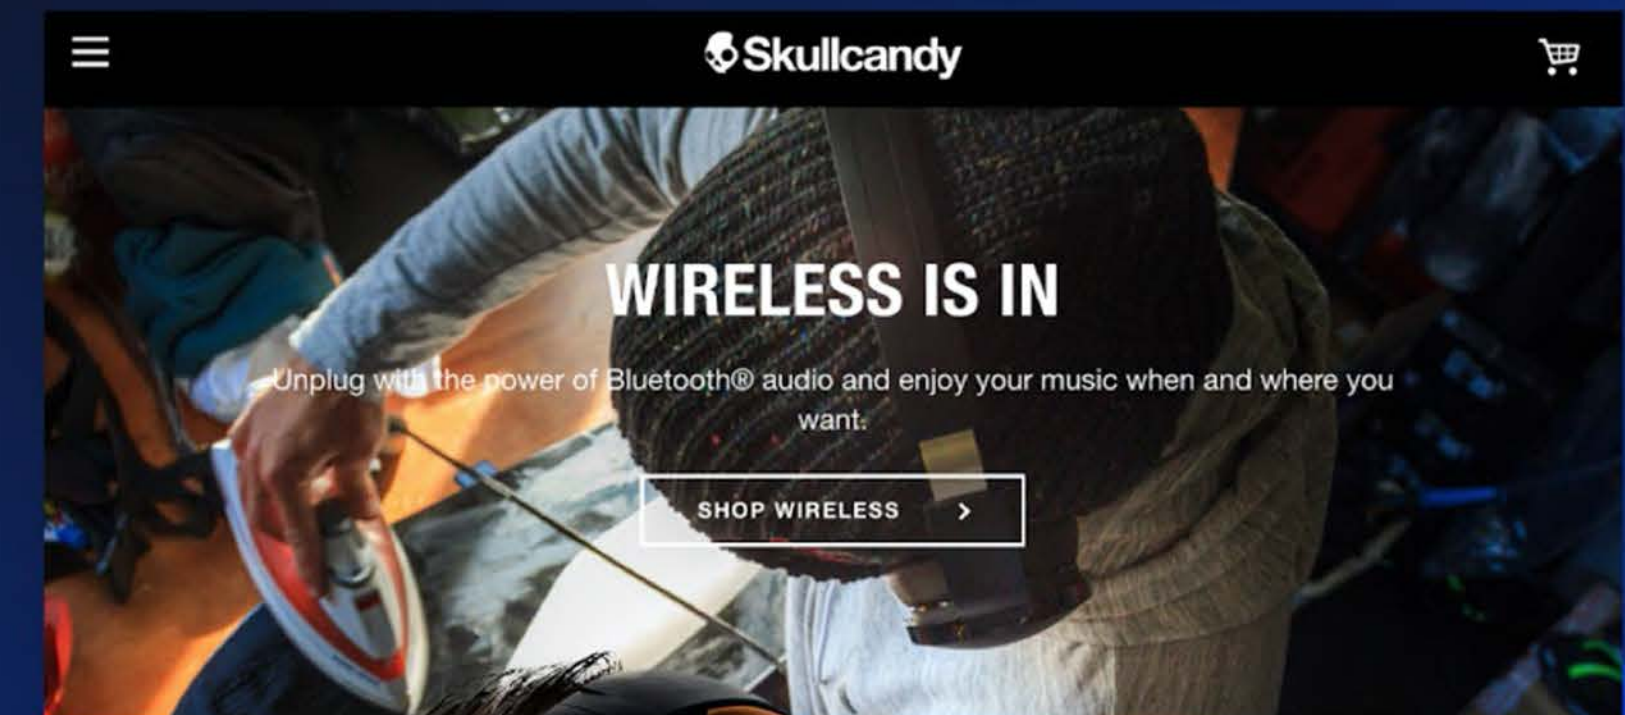 Skullcandy
WIRELESS IS IN
Unplug with the power of Bluetooth® audio and enjoy your music when and where you
want.
SHOP WIRELESS